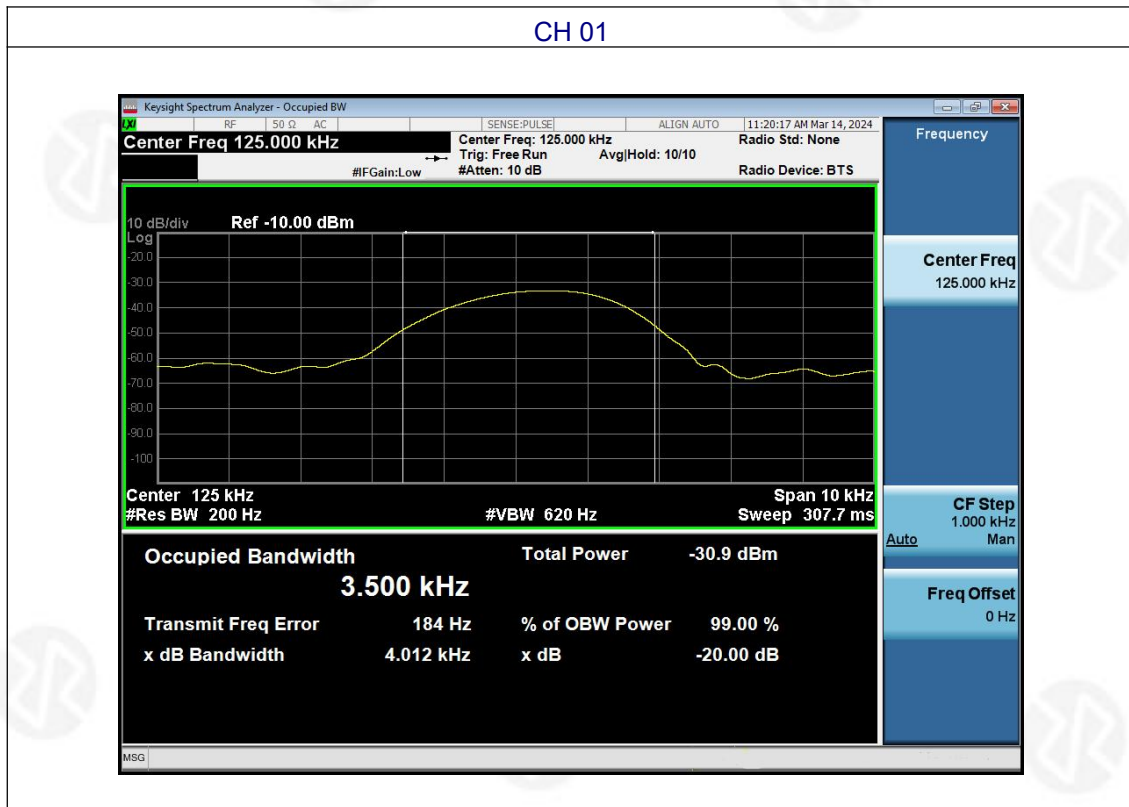 CH 01
Keysight Spectrum Analyzer - Occupied BW
LXI RF 50 Ω AC SENSE:PULSE ALIGN AUTO 11:20:17 AM Mar 14, 2024
Center Freq 125.000 kHz
Center Freq: 125.000 kHz Radio Std: None
Trig: Free Run Avg|Hold: 10/10
#IFGain:Low #Atten: 10 dB Radio Device: BTS
10 dB/div Ref -10.00 dBm
Log
-20.0
-30.0
-40.0
-50.0
-60.0
-70.0
-80.0
-90.0
-100
Center 125 kHz Span 10 kHz
#Res BW 200 Hz #VBW 620 Hz Sweep 307.7 ms
Occupied Bandwidth Total Power -30.9 dBm
3.500 kHz
Transmit Freq Error 184 Hz % of OBW Power 99.00 %
x dB Bandwidth 4.012 kHz x dB -20.00 dB
MSG
Frequency
Center Freq
125.000 kHz
CF Step
1.000 kHz
Auto Man
Freq Offset
0 Hz